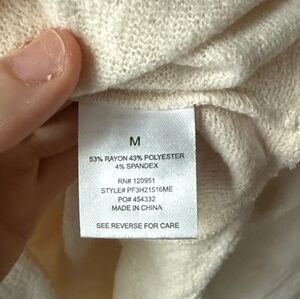 M
53% RAYON 43% POLYESTER
4% SPANDEX
RN# 120951
STYLE# PF3H21516ME
PO# 454332
MADE IN CHINA
SEE REVERSE FOR CARE